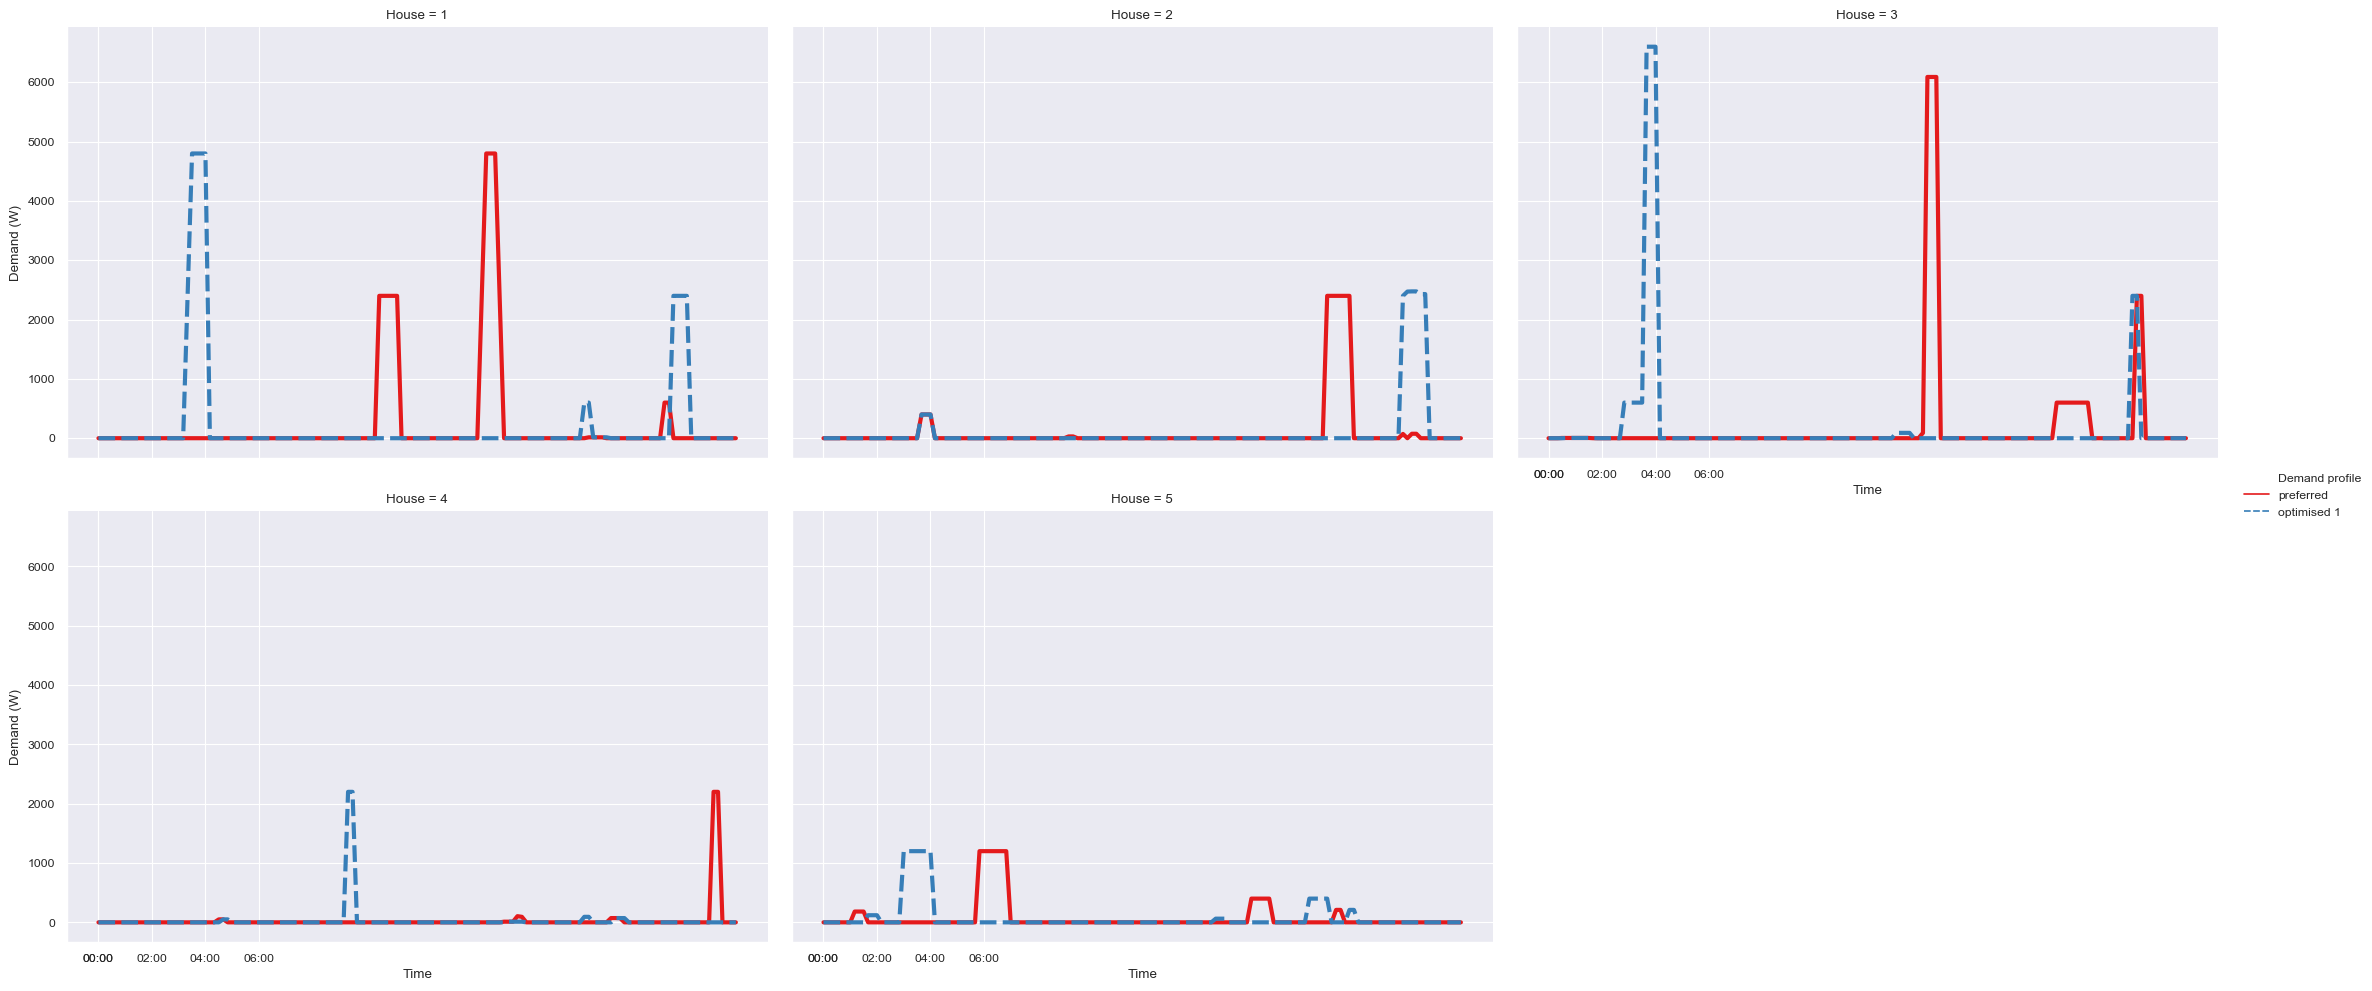 House = 1
House = 2
House = 3
6000
5000
4000
3000
2000
1000
0
Demand (W)
00:00 02:00 04:00 06:00
Time
Demand profile
preferred
optimised 1
House = 4
House = 5
6000
5000
4000
3000
2000
1000
0
Demand (W)
00:00 02:00 04:00 06:00
Time
00:00 02:00 04:00 06:00
Time